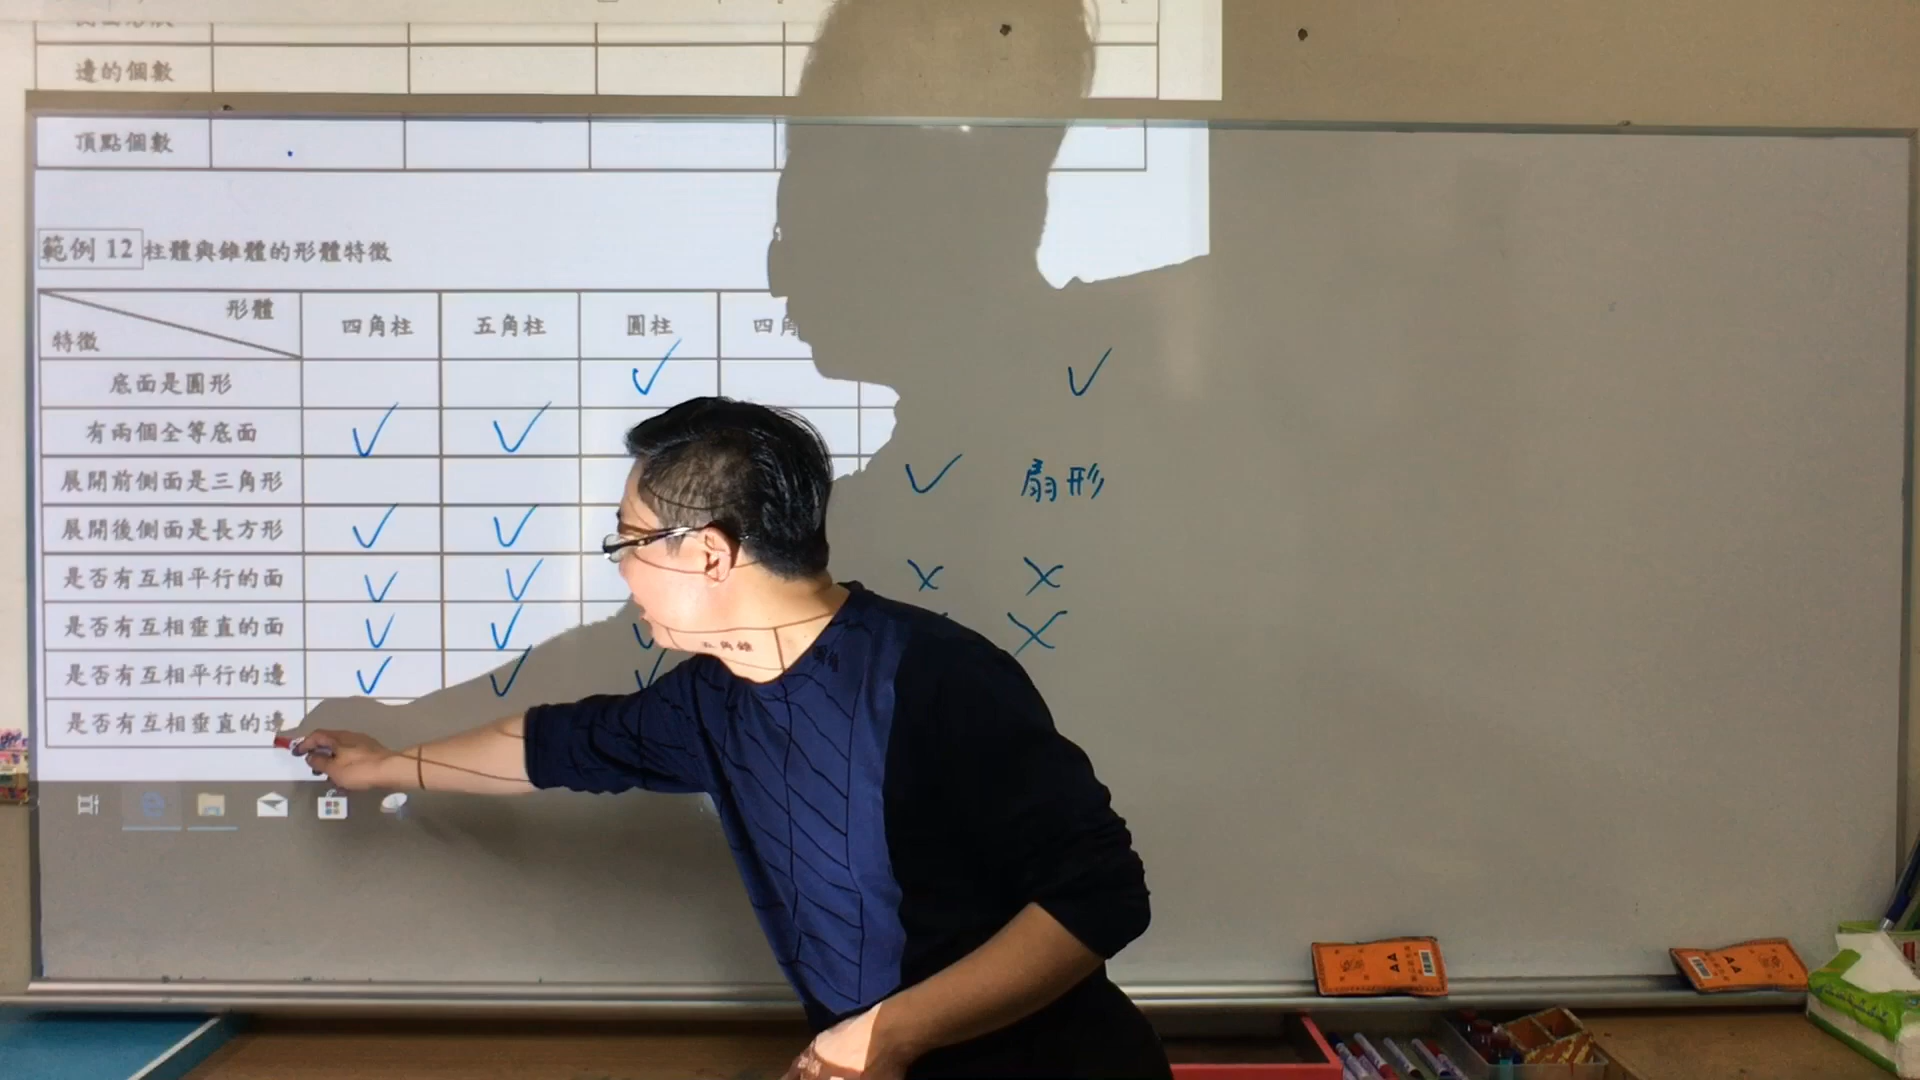 邊的個數
頂點個數
範例 12 柱體與錐體的形體特徵
形體
特徵
四角柱 五角柱 圓柱 四角
底面是圓形 ✓ ✓
有兩個全等底面 ✓ ✓
展開前側面是三角形 ✓ 扇形
展開後側面是長方形 ✓ ✓
是否有互相平行的面 ✓ ✓ × ×
是否有互相垂直的面 ✓ ✓ ✓ ×
五角錐
是否有互相平行的邊 ✓ ✓ ✓
是否有互相垂直的邊